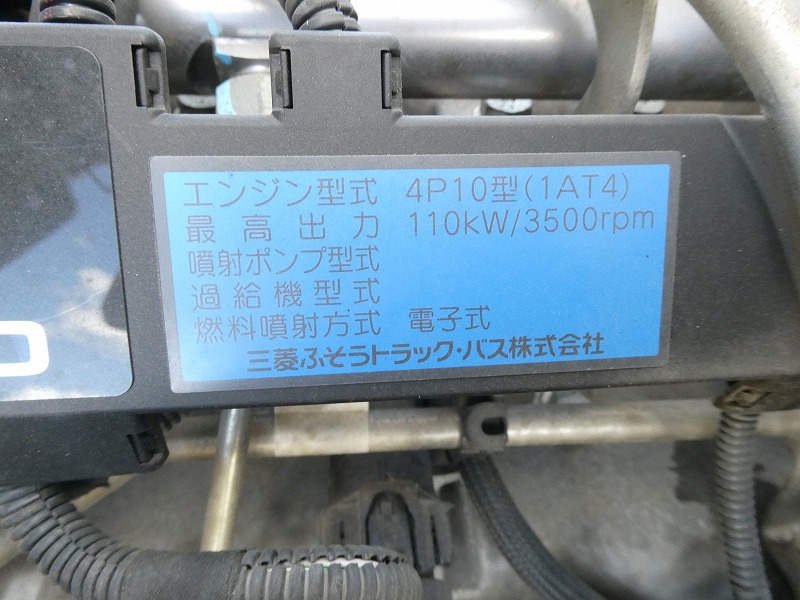 エンジン型式 4P10型(1AT4)
最高出力 110kW/3500rpm
噴射ポンプ型式
過給機型式
燃料噴射方式 電子式
三菱ふそうトラック・バス株式会社